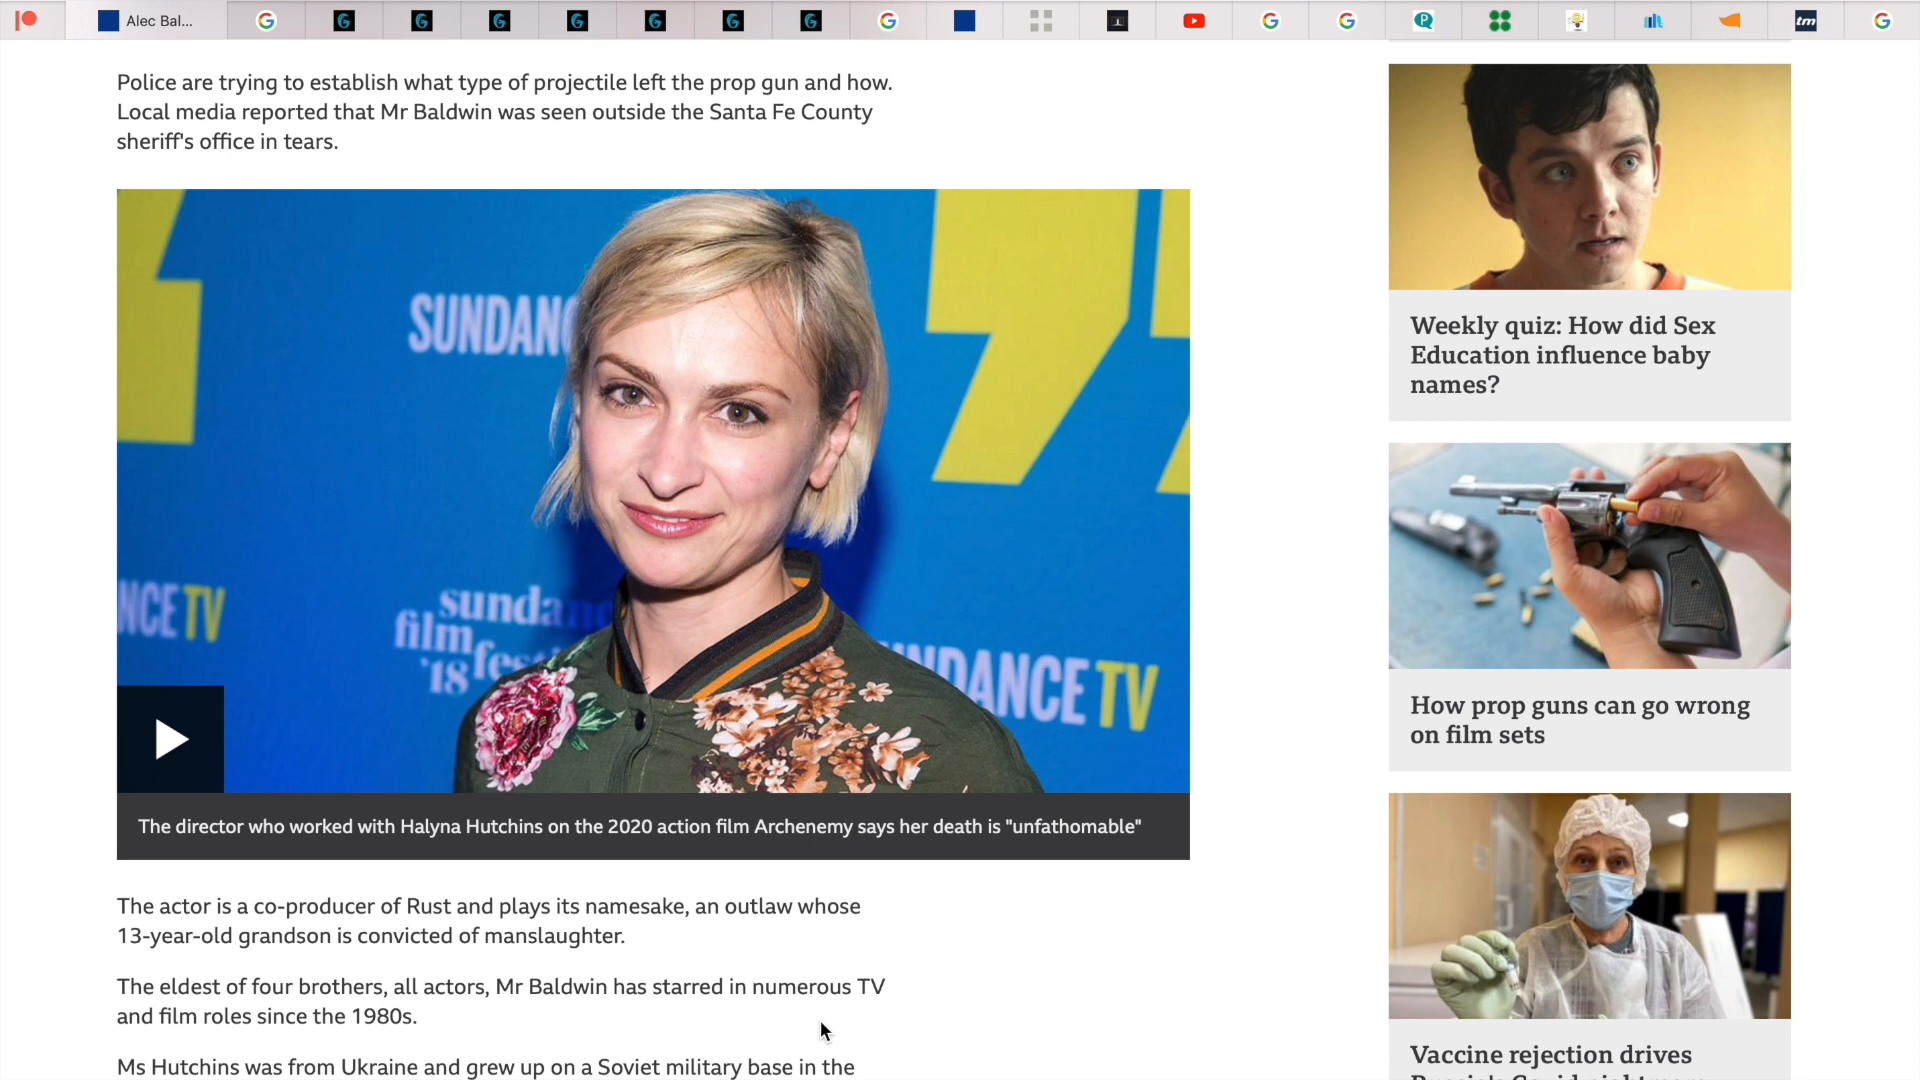 Alec Bal...
Police are trying to establish what type of projectile left the prop gun and how.
Local media reported that Mr Baldwin was seen outside the Santa Fe County
sheriff's office in tears.
SUNDANC
NCE TV
sunda
film
'18 fes
UNDANCE TV
The director who worked with Halyna Hutchins on the 2020 action film Archenemy says her death is "unfathomable"
The actor is a co-producer of Rust and plays its namesake, an outlaw whose
13-year-old grandson is convicted of manslaughter.
The eldest of four brothers, all actors, Mr Baldwin has starred in numerous TV
and film roles since the 1980s.
Ms Hutchins was from Ukraine and grew up on a Soviet military base in the
Weekly quiz: How did Sex
Education influence baby
names?
How prop guns can go wrong
on film sets
Vaccine rejection drives
tm